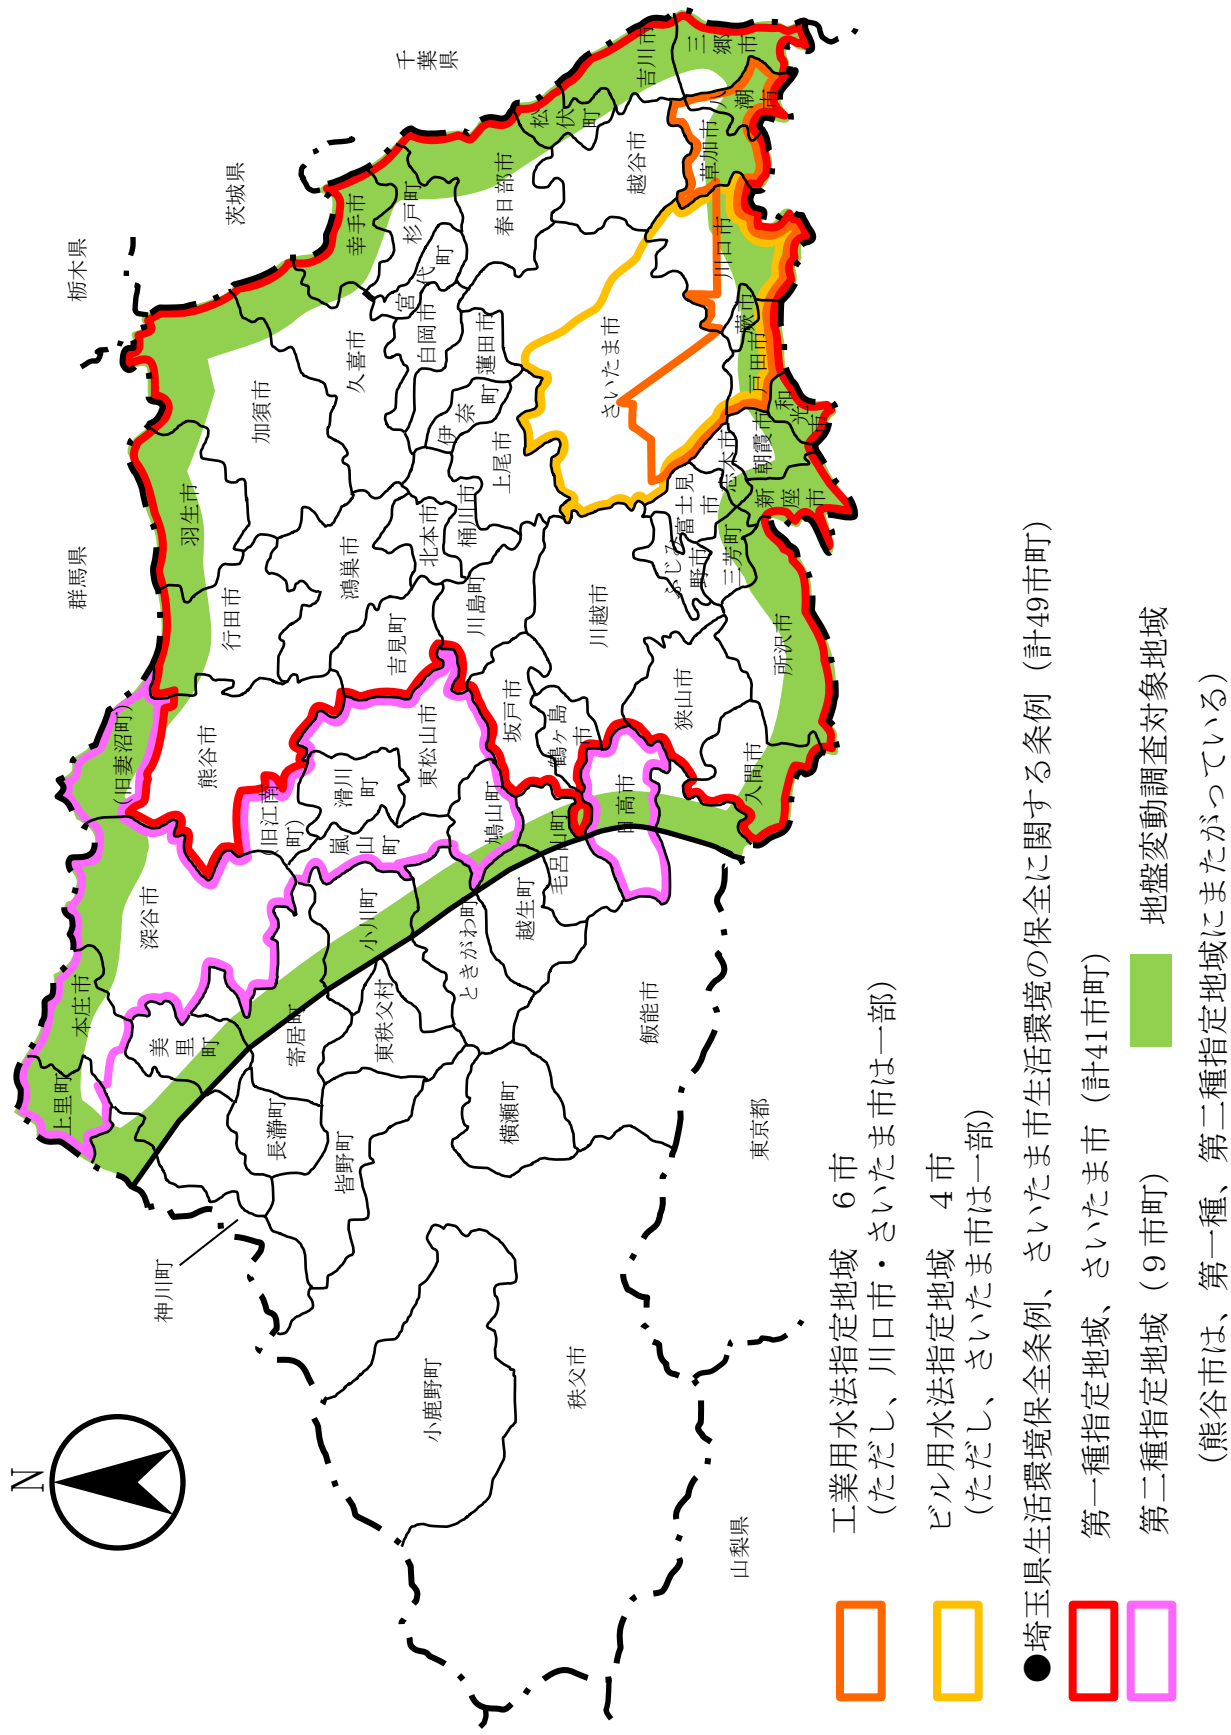 N
栃木県
群馬県
茨城県
千葉県
東京都
山梨県
神川町
上里町
本庄市
美里町
深谷市
(旧妻沼町)
熊谷市
(旧江南町)
行田市
羽生市
加須市
久喜市
幸手市
杉戸町
宮代町
白岡市
蓮田市
伊奈町
上尾市
桶川市
北本市
鴻巣市
吉見町
川島町
東松山市
滑川町
嵐山町
小川町
寄居町
長瀞町
皆野町
東秩父村
ときがわ町
鳩山町
越生町
毛呂山町
坂戸市
鶴ヶ島市
日高市
飯能市
横瀬町
秩父市
小鹿野町
川越市
狭山市
入間市
所沢市
ふじみ野市
三芳町
富士見市
志木市
新座市
朝霞市
和光市
戸田市
蕨市
川口市
さいたま市
春日部市
越谷市
草加市
八潮市
三郷市
吉川市
松伏町
工業用水法指定地域 6市
(ただし、川口市・さいたま市は一部)
ビル用水法指定地域 4市
(ただし、さいたま市は一部)
●埼玉県生活環境保全条例、さいたま市生活環境の保全に関する条例 (計49市町)
第一種指定地域、さいたま市 (計41市町)
第二種指定地域 (9市町)
地盤変動調査対象地域
(熊谷市は、第一種、第二種指定地域にまたがっている)